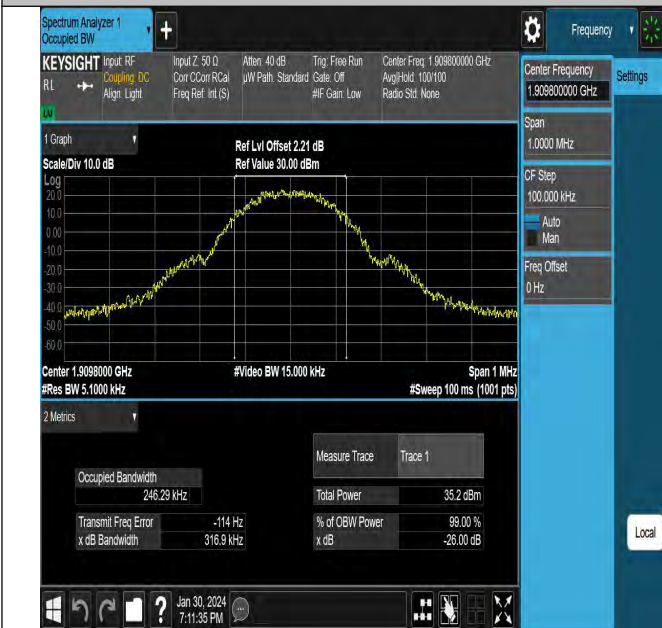 Spectrum Analyzer 1
Occupied BW
+
Frequency
KEYSIGHT
RL
Input: RF
Coupling: DC
Align: Light
Input Z: 50 Ω
Corr CCorr RCal
Freq Ref: Int (S)
Atten: 40 dB
µW Path: Standard
Trig: Free Run
Gate: Off
#IF Gain: Low
Center Freq: 1.909800000 GHz
Avg|Hold: 100/100
Radio Std: None
1 Graph
Scale/Div 10.0 dB
Ref Lvl Offset 2.21 dB
Ref Value 30.00 dBm
Log
20.0
10.0
0.00
-10.0
-20.0
-30.0
-40.0
-50.0
-60.0
Center 1.9098000 GHz
#Video BW 15.000 kHz
Span 1 MHz
#Res BW 5.1000 kHz
#Sweep 100 ms (1001 pts)
2 Metrics
Measure Trace
Trace 1
Occupied Bandwidth
246.29 kHz
Total Power
35.2 dBm
Transmit Freq Error
-114 Hz
% of OBW Power
99.00 %
x dB Bandwidth
316.9 kHz
x dB
-26.00 dB
Center Frequency
1.909800000 GHz
Settings
Span
1.0000 MHz
CF Step
100.000 kHz
Auto
Man
Freq Offset
0 Hz
Local
?
Jan 30, 2024
7:11:35 PM